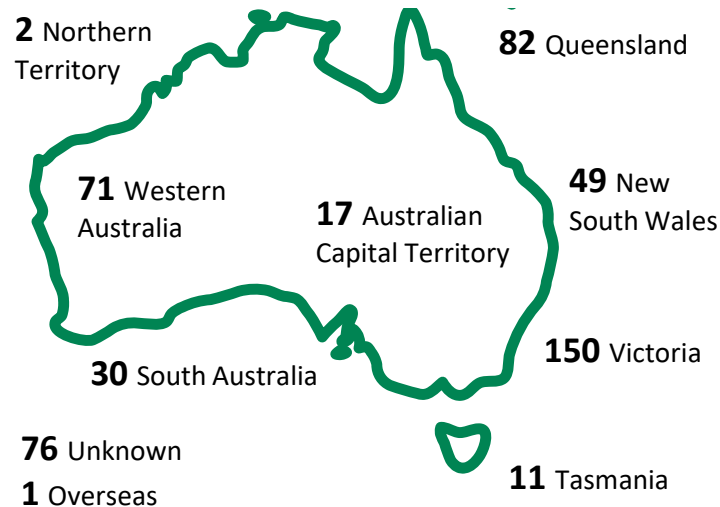 2 Northern
Territory
82 Queensland
71 Western
Australia
17 Australian
Capital Territory
49 New
South Wales
150 Victoria
30 South Australia
76 Unknown
1 Overseas
11 Tasmania